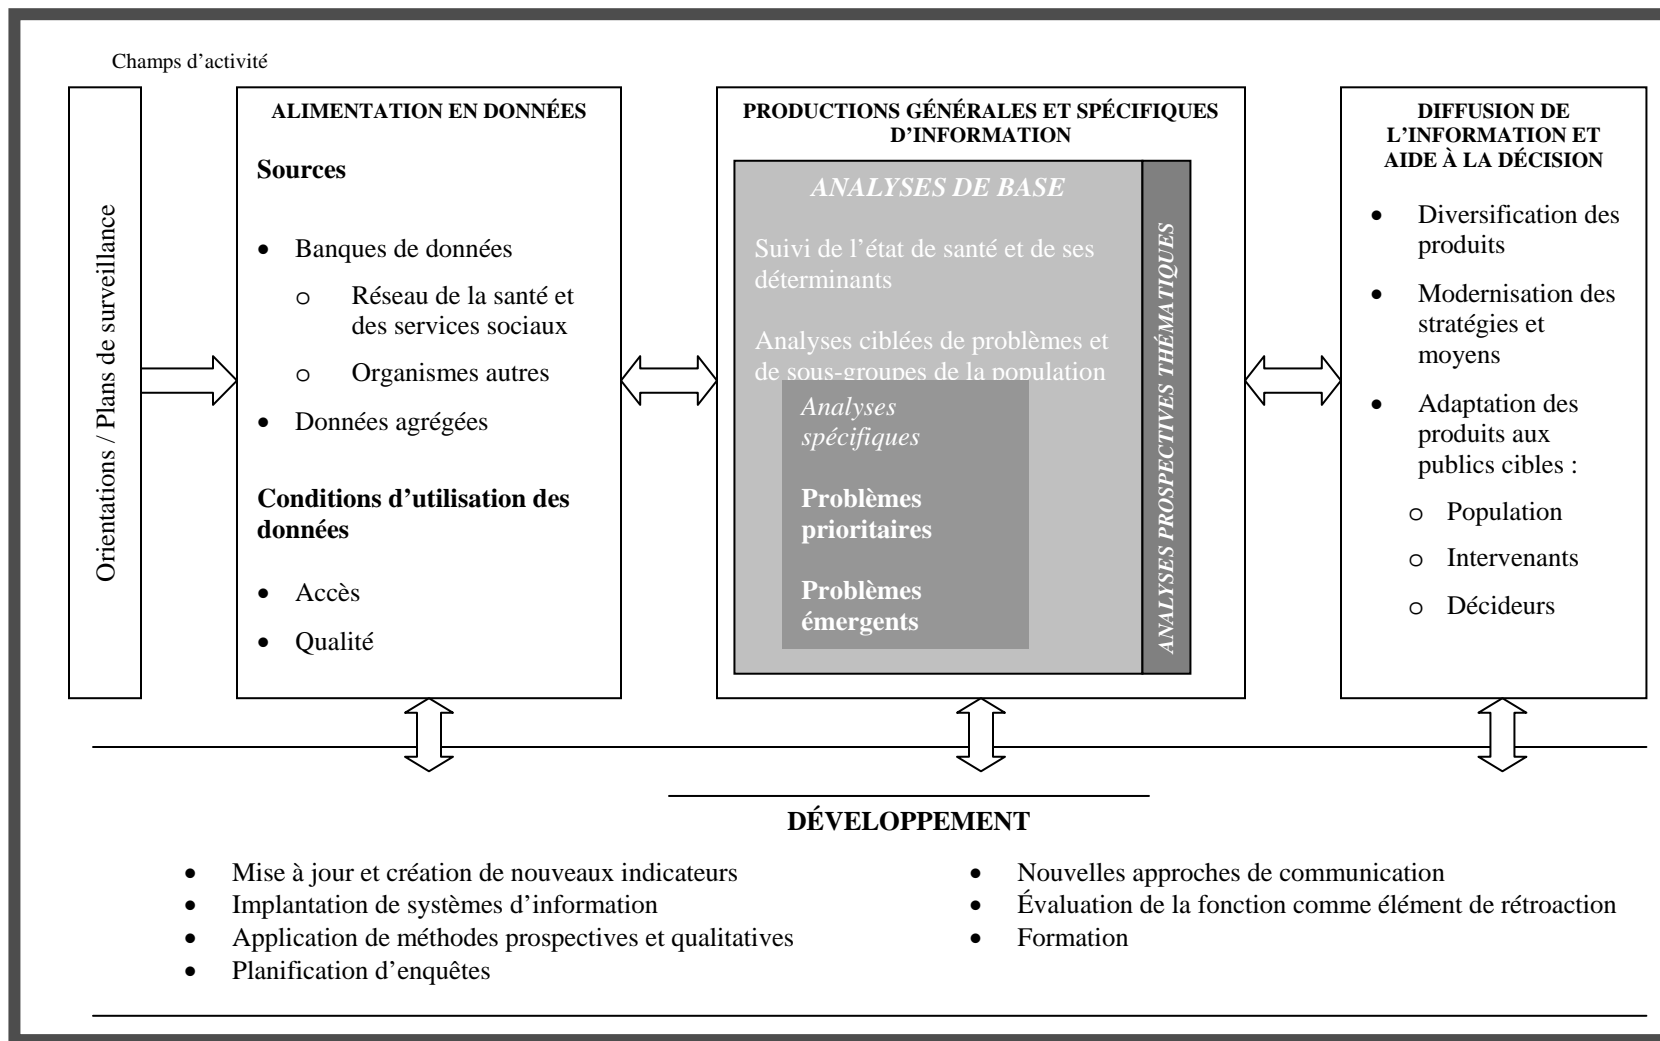 Champs d’activité
Orientations / Plans de surveillance
ALIMENTATION EN DONNÉES
Sources
• Banques de données
o Réseau de la santé et
des services sociaux
o Organismes autres
• Données agrégées
Conditions d’utilisation des
données
• Accès
• Qualité
PRODUCTIONS GÉNÉRALES ET SPÉCIFIQUES
D’INFORMATION
ANALYSES DE BASE
Suivi de l’état de santé et de ses
déterminants
Analyses ciblées de problèmes et
de sous-groupes de la population
Analyses
spécifiques
Problèmes
prioritaires
Problèmes
émergents
ANALYSES PROSPECTIVES THÉMATIQUES
DIFFUSION DE
L’INFORMATION ET
AIDE À LA DÉCISION
• Diversification des
produits
• Modernisation des
stratégies et
moyens
• Adaptation des
produits aux
publics cibles :
o Population
o Intervenants
o Décideurs
DÉVELOPPEMENT
• Mise à jour et création de nouveaux indicateurs
• Implantation de systèmes d’information
• Application de méthodes prospectives et qualitatives
• Planification d’enquêtes
• Nouvelles approches de communication
• Évaluation de la fonction comme élément de rétroaction
• Formation